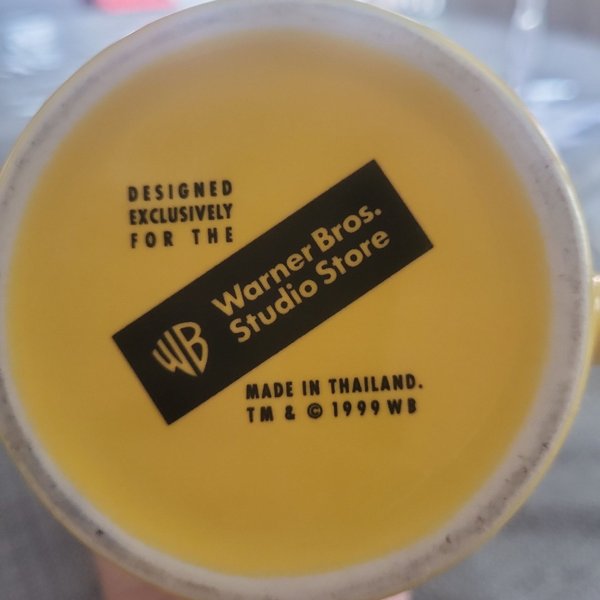 DESIGNED
EXCLUSIVELY
FOR THE
WB
Warner Bros.
Studio Store
MADE IN THAILAND.
TM & © 1999 WB